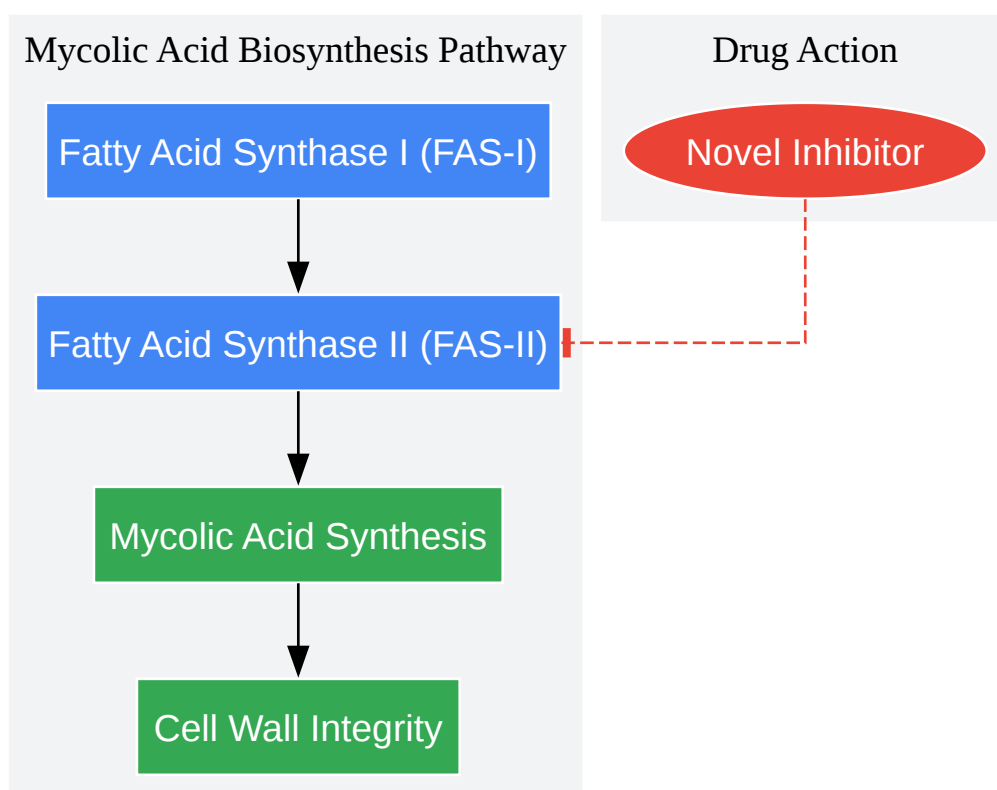 Mycolic Acid Biosynthesis Pathway
Fatty Acid Synthase I (FAS-I)
Fatty Acid Synthase II (FAS-II)
Mycolic Acid Synthesis
Cell Wall Integrity
Drug Action
Novel Inhibitor